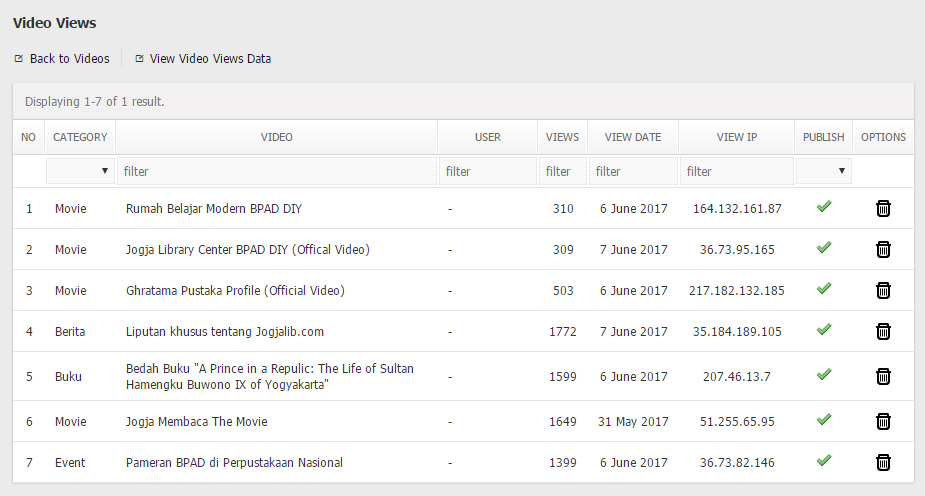 Video Views
Back to Videos View Video Views Data
Displaying 1-7 of 1 result.
NO CATEGORY VIDEO USER VIEWS VIEW DATE VIEW IP PUBLISH OPTIONS
filter filter filter filter filter
1 Movie Rumah Belajar Modern BPAD DIY - 310 6 June 2017 164.132.161.87
2 Movie Jogja Library Center BPAD DIY (Offical Video) - 309 7 June 2017 36.73.95.165
3 Movie Ghratama Pustaka Profile (Official Video) - 503 6 June 2017 217.182.132.185
4 Berita Liputan khusus tentang Jogjalib.com - 1772 7 June 2017 35.184.189.105
5 Buku Bedah Buku "A Prince in a Repulic: The Life of Sultan
Hamengku Buwono IX of Yogyakarta" - 1599 6 June 2017 207.46.13.7
6 Movie Jogja Membaca The Movie - 1649 31 May 2017 51.255.65.95
7 Event Pameran BPAD di Perpustakaan Nasional - 1399 6 June 2017 36.73.82.146